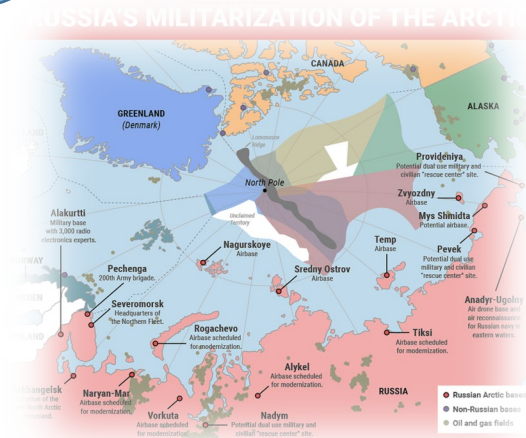 RUSSIA'S MILITARIZATION OF THE ARCTI
CANADA
GREENLAND
(Denmark)
ALASKA
Lomonosov
Ridge
North Pole
Unclaimed
Territory
Provideniya
Potential dual use military and
civilian "rescue center" site.
Zvyozdny
Airbase
Mys Shmidta
Potential airbase.
Pevek
Potential dual use
military and civilian
"rescue center" site.
Anadyr-Ugolny
Air drone base and
air reconnaissance
for Russian navy in
eastern waters.
Alakurtti
Military base
with 3,000 radio
electronics experts.
Nagurskoye
Airbase
Temp
Airbase
Sredny Ostrov
Airbase
Pechenga
200th Army brigade.
Severomorsk
Headquarters of
the Northern Fleet.
Rogachevo
Airbase scheduled
for modernization.
Tiksi
Airbase scheduled
for modernization.
Alykel
Airbase scheduled
for modernization.
RUSSIA
Naryan-Mar
Airbase scheduled
for modernization.
Vorkuta
Airbase scheduled
for modernization.
Nadym
Potential dual use military and
civilian "rescue center" site.
Russian Arctic bases
Non-Russian bases
Oil and gas fields